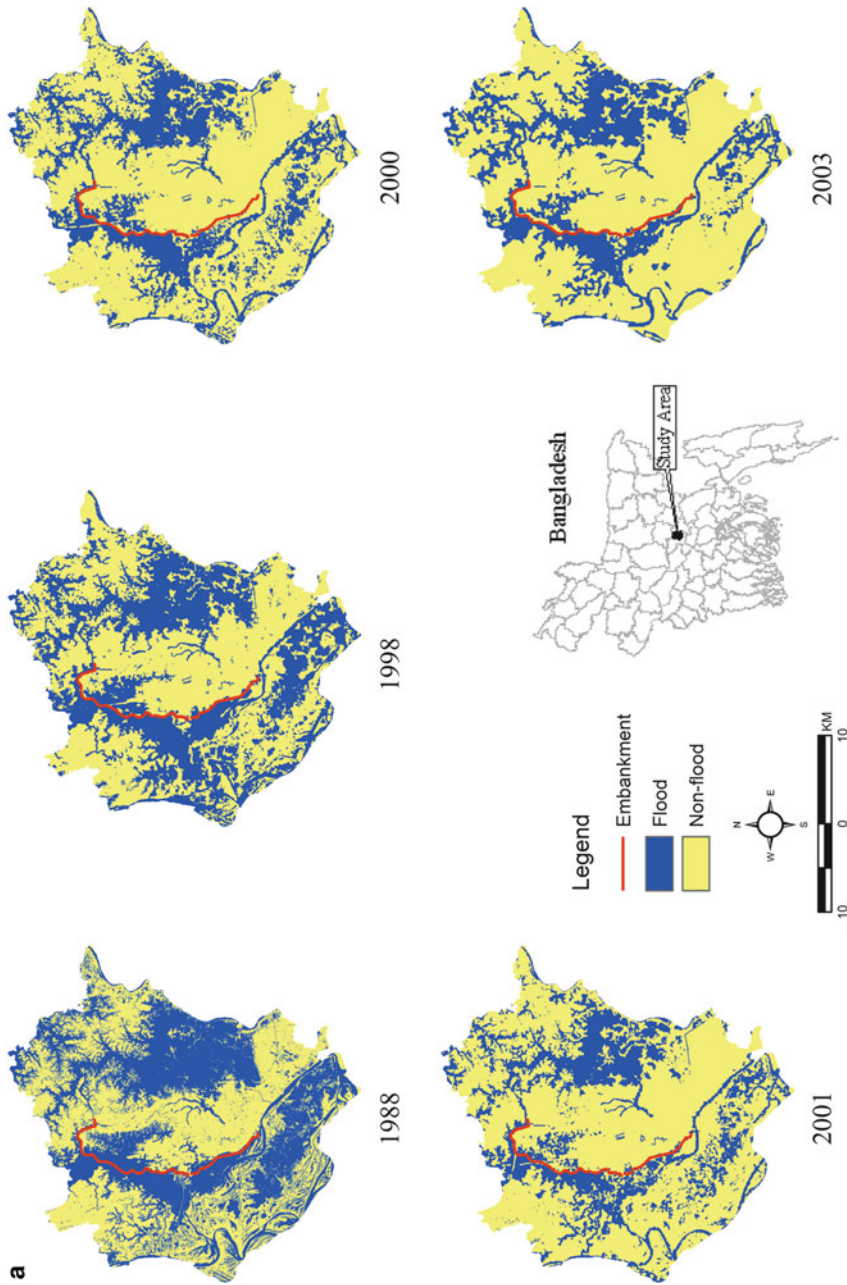 a
1988
1998
2000
2001
Legend
Embankment
Flood
Non-flood
N
W
E
S
10
0
10
KM
Bangladesh
Study Area
2003